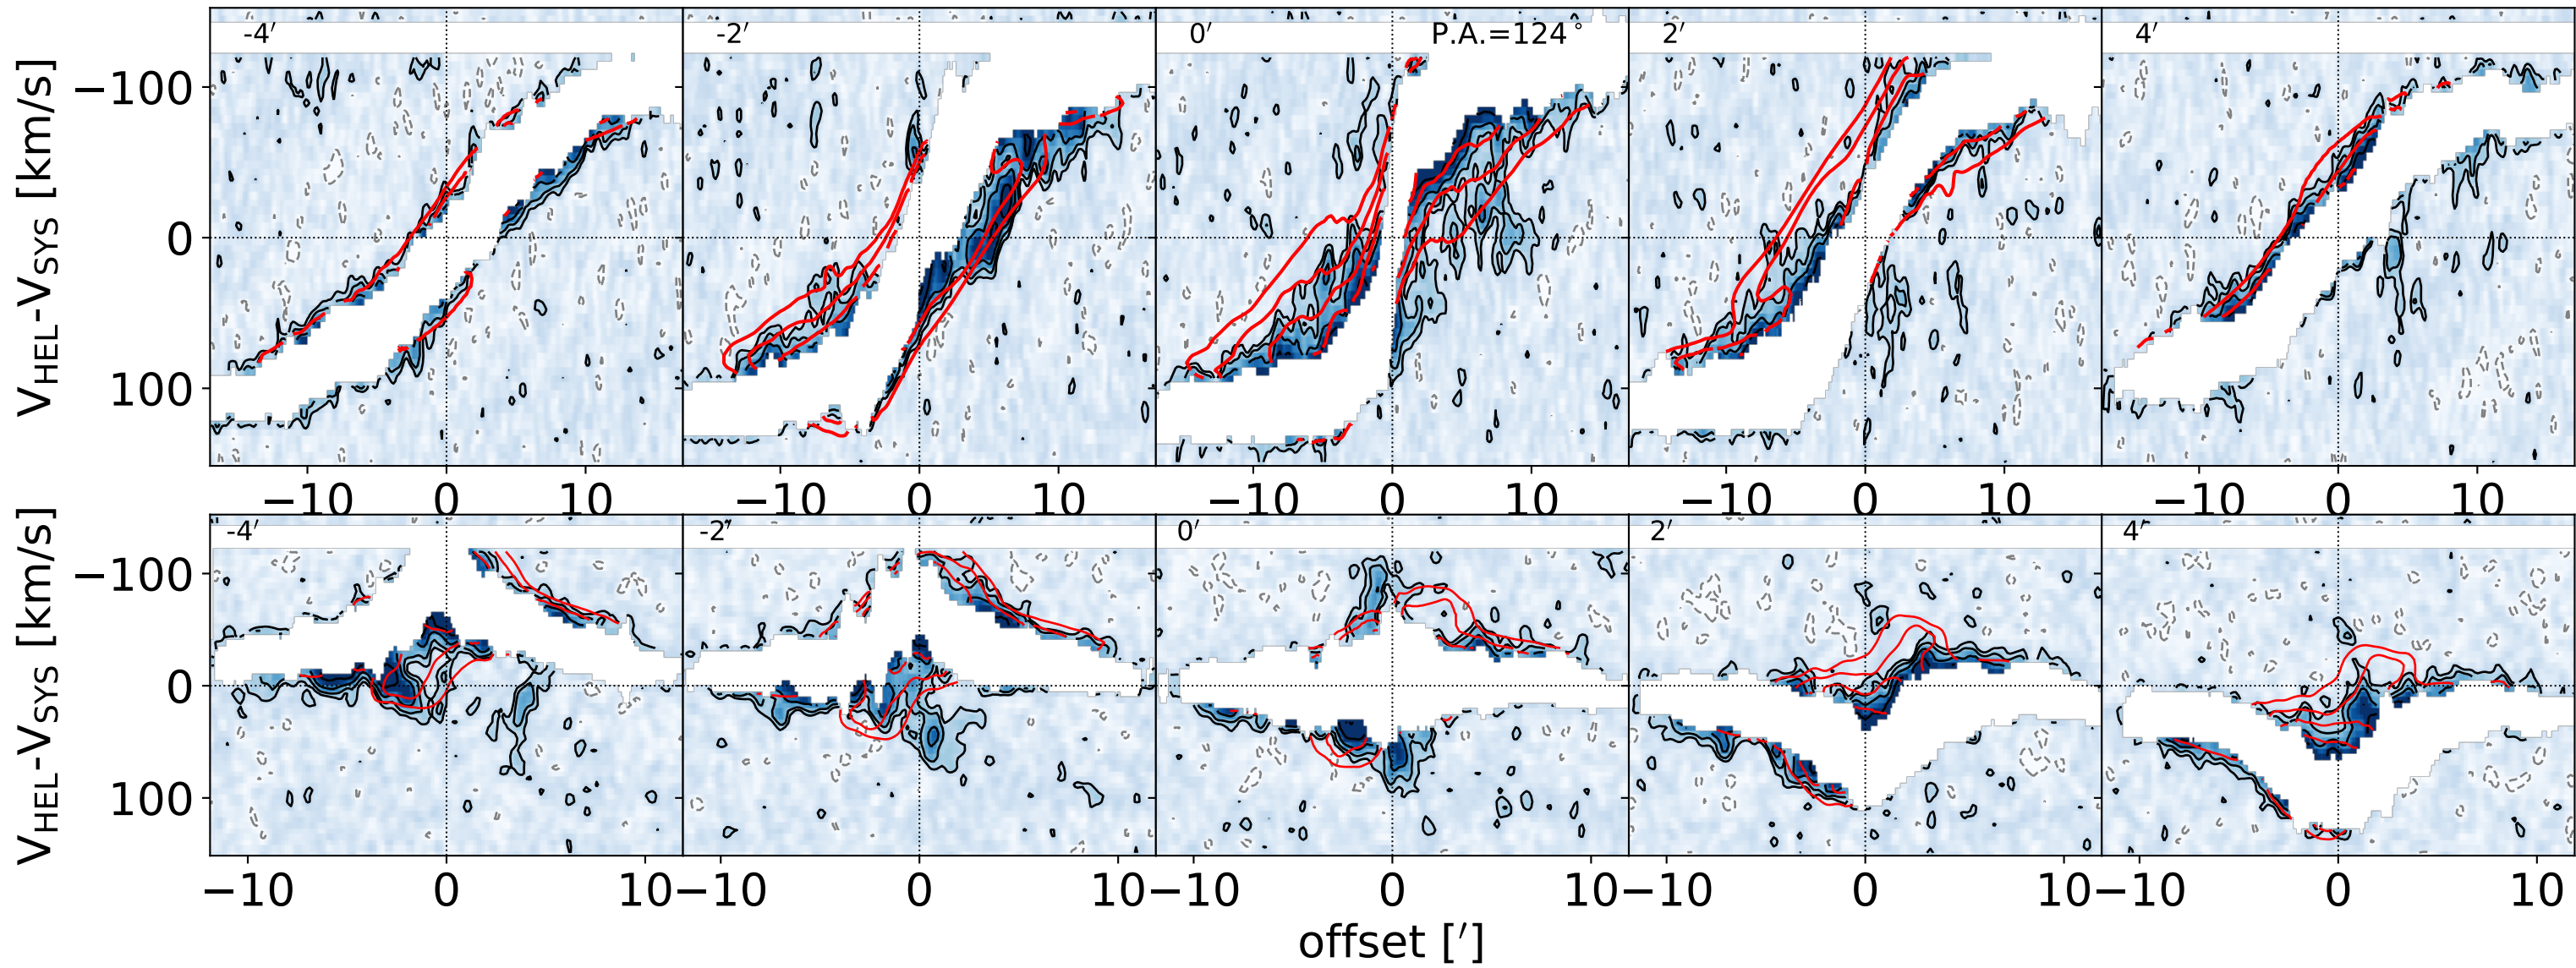 -4′ -2′ 0′ P.A.=124° 2′ 4′
−100
0
100
V_HEL-V_SYS [km/s]
−10 0 10 −10 0 10 −10 0 10 −10 0 10 −10 0 10
-4′ -2′ 0′ 2′ 4′
−100
0
100
V_HEL-V_SYS [km/s]
−10 0 10 −10 0 10 −10 0 10 −10 0 10 −10 0 10
offset [′]